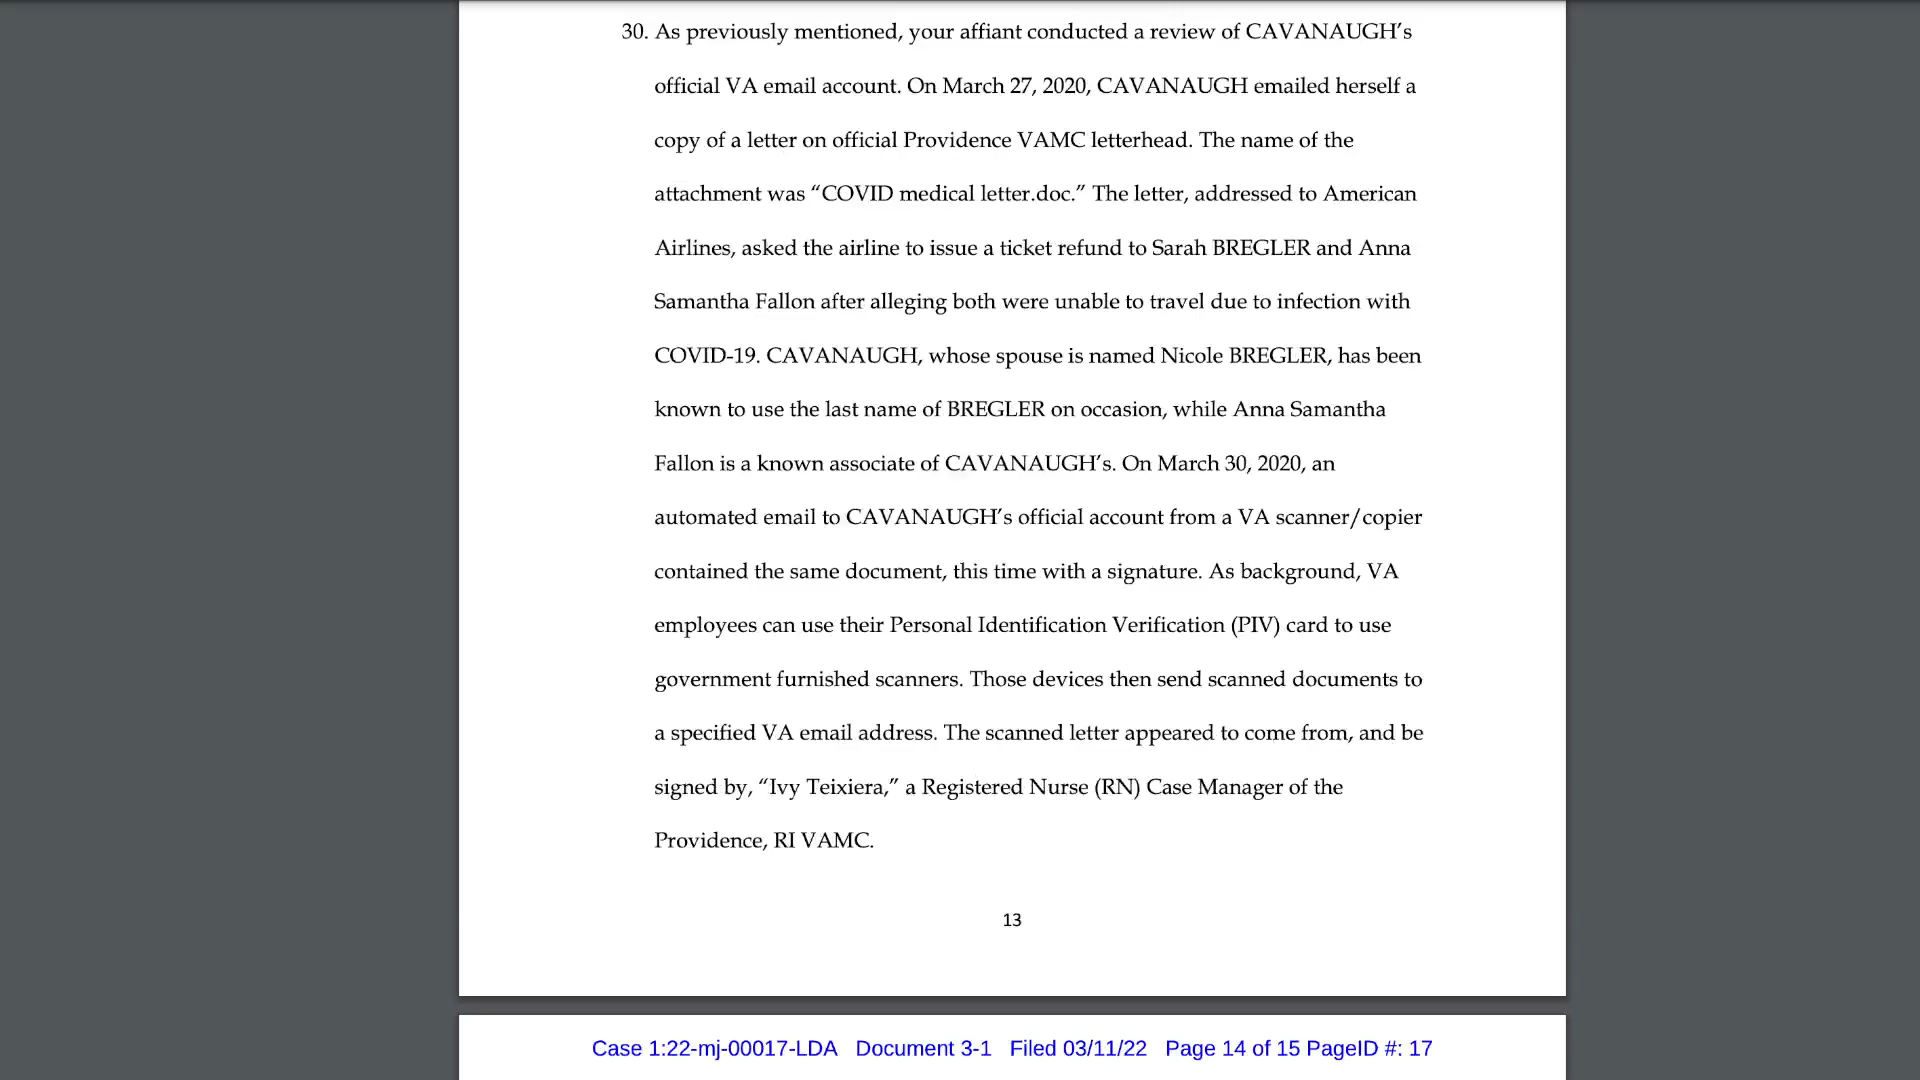 30. As previously mentioned, your affiant conducted a review of CAVANAUGH’s
official VA email account. On March 27, 2020, CAVANAUGH emailed herself a
copy of a letter on official Providence VAMC letterhead. The name of the
attachment was “COVID medical letter.doc.” The letter, addressed to American
Airlines, asked the airline to issue a ticket refund to Sarah BREGLER and Anna
Samantha Fallon after alleging both were unable to travel due to infection with
COVID-19. CAVANAUGH, whose spouse is named Nicole BREGLER, has been
known to use the last name of BREGLER on occasion, while Anna Samantha
Fallon is a known associate of CAVANAUGH’s. On March 30, 2020, an
automated email to CAVANAUGH’s official account from a VA scanner/copier
contained the same document, this time with a signature. As background, VA
employees can use their Personal Identification Verification (PIV) card to use
government furnished scanners. Those devices then send scanned documents to
a specified VA email address. The scanned letter appeared to come from, and be
signed by, “Ivy Teixiera,” a Registered Nurse (RN) Case Manager of the
Providence, RI VAMC.
13
Case 1:22-mj-00017-LDA Document 3-1 Filed 03/11/22 Page 14 of 15 PageID #: 17